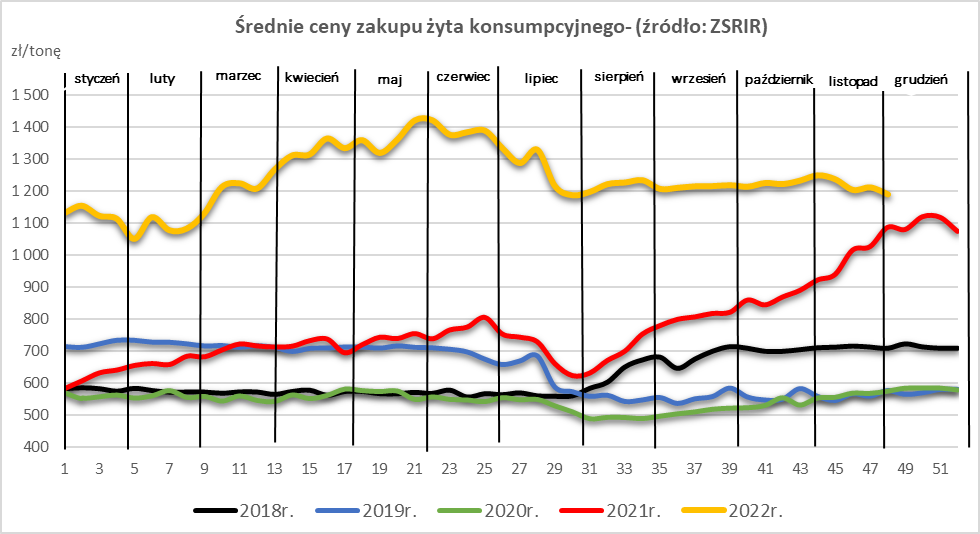 Średnie ceny zakupu żyta konsumpcyjnego- (źródło: ZSRIR)
zł/tonę
styczeń luty marzec kwiecień maj czerwiec lipiec sierpień wrzesień październik listopad grudzień
1 500
1 400
1 300
1 200
1 100
1 000
900
800
700
600
500
400
1 3 5 7 9 11 13 15 17 19 21 23 25 27 29 31 33 35 37 39 41 43 45 47 49 51
2018r. 2019r. 2020r. 2021r. 2022r.